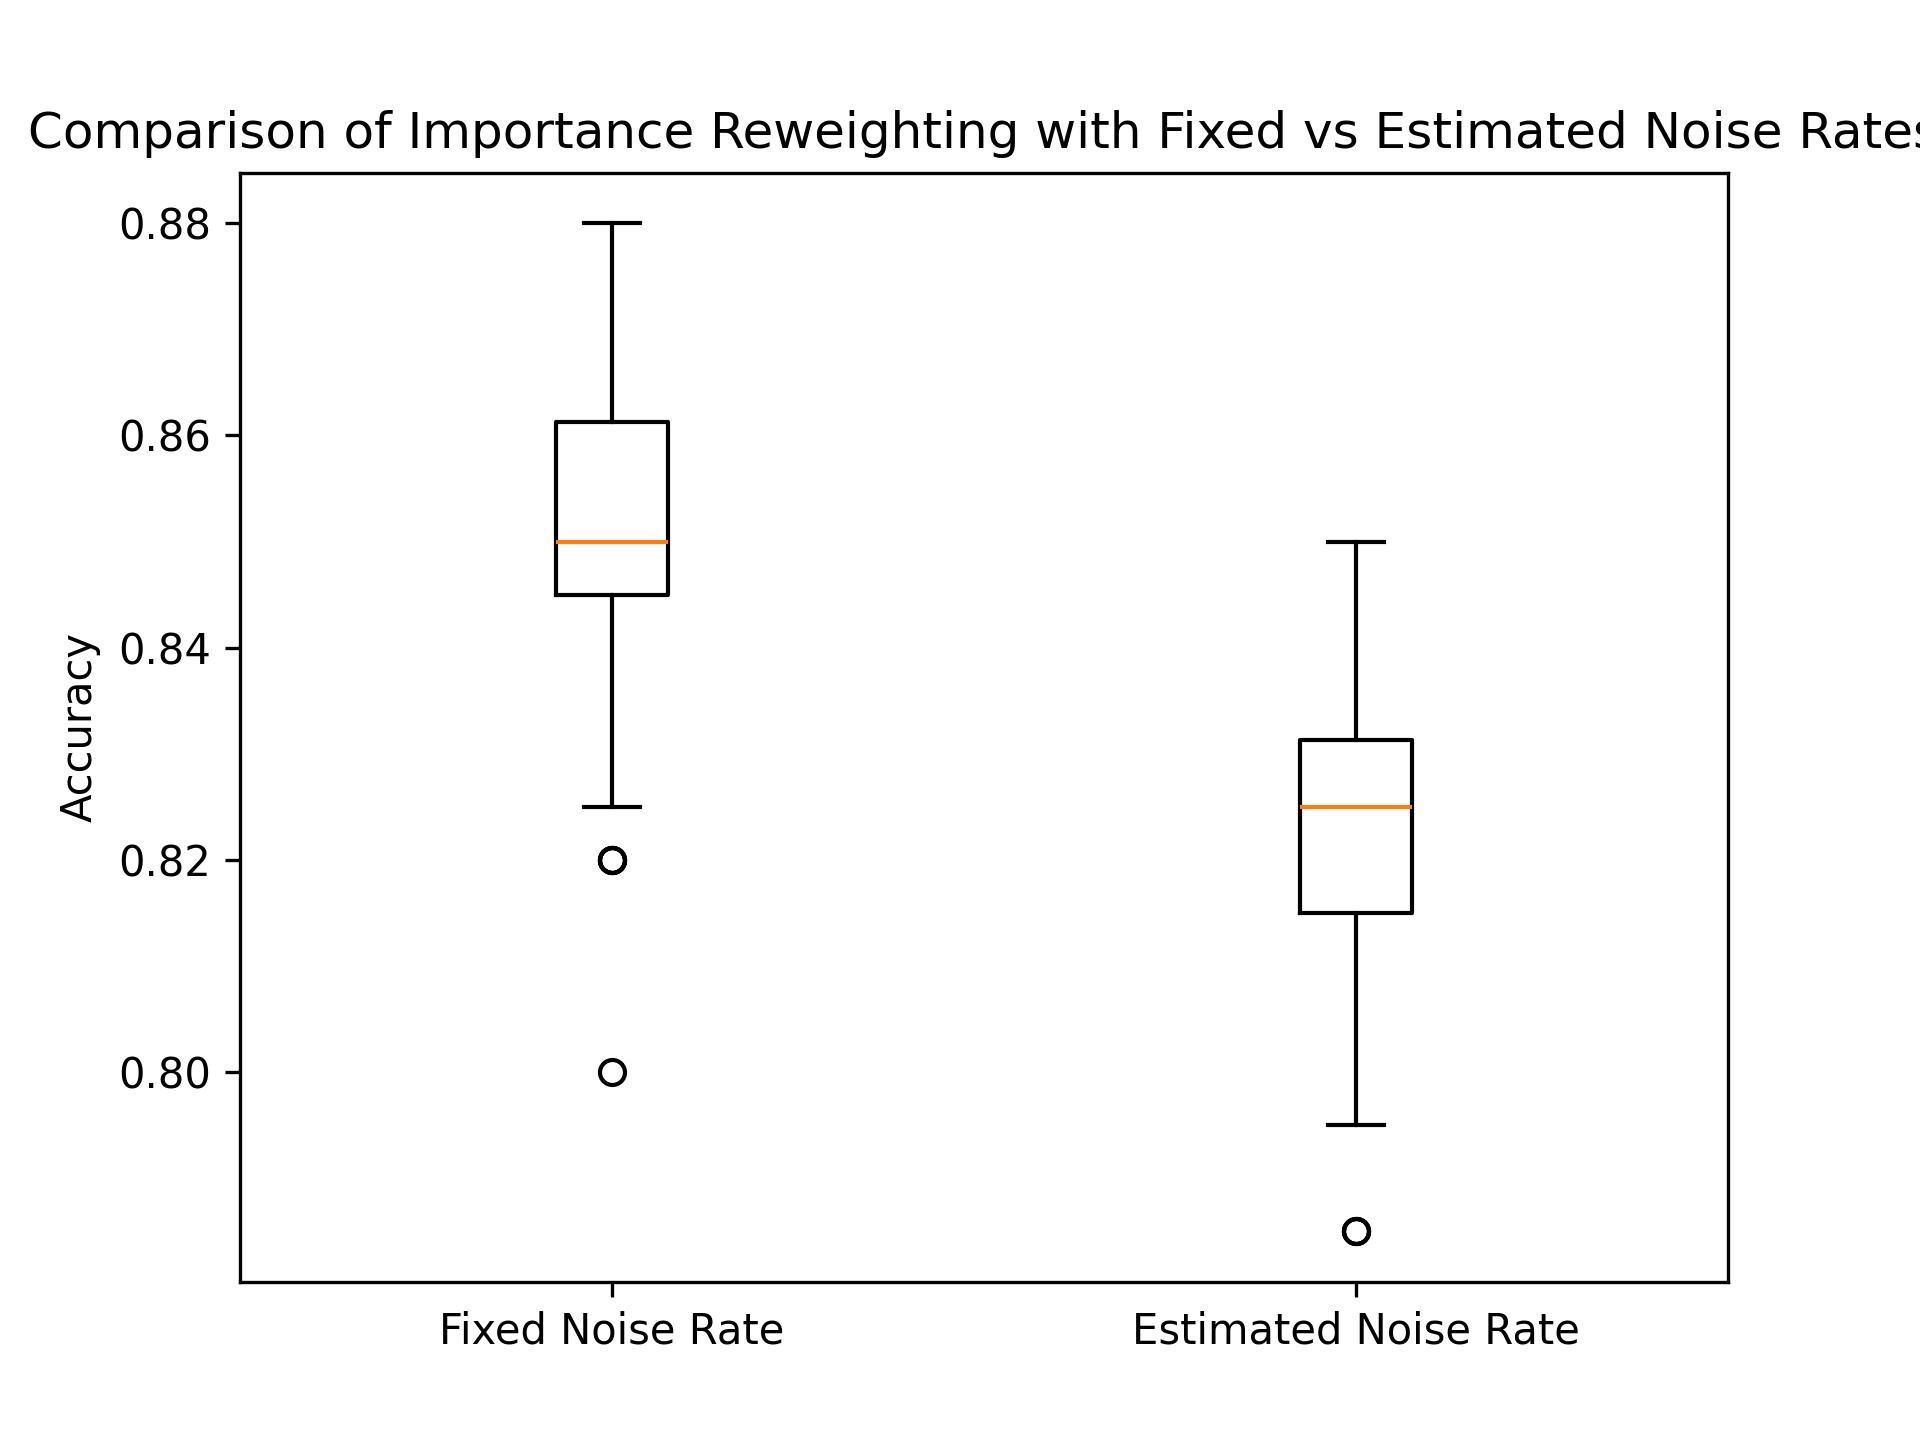 Comparison of Importance Reweighting with Fixed vs Estimated Noise Rates
0.88
0.86
0.84
0.82
0.80
Accuracy
Fixed Noise Rate
Estimated Noise Rate